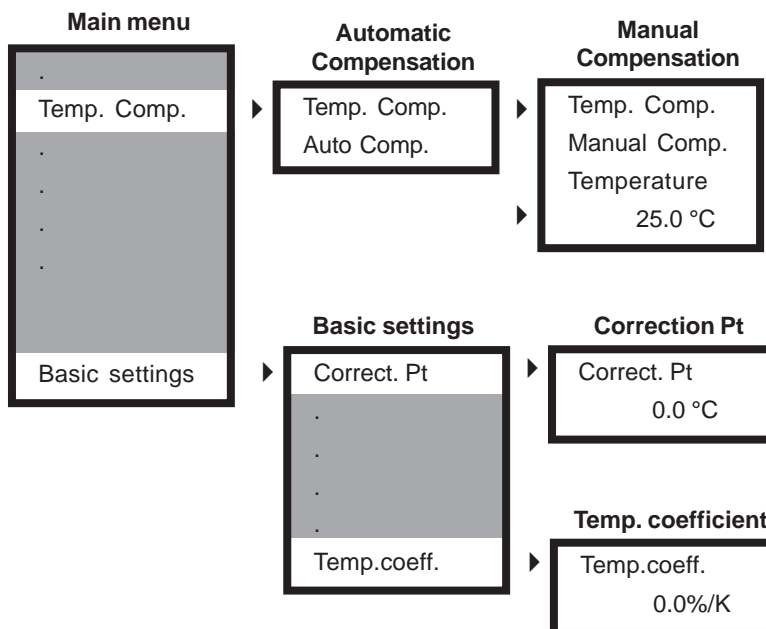 Main menu
.
Temp. Comp.
.
.
.
.
Basic settings
Automatic
Compensation
Temp. Comp.
Auto Comp.
Manual
Compensation
Temp. Comp.
Manual Comp.
Temperature
25.0 °C
Basic settings
Correct. Pt
.
.
.
.
Temp.coeff.
Correction Pt
Correct. Pt
0.0 °C
Temp. coefficient
Temp.coeff.
0.0%/K